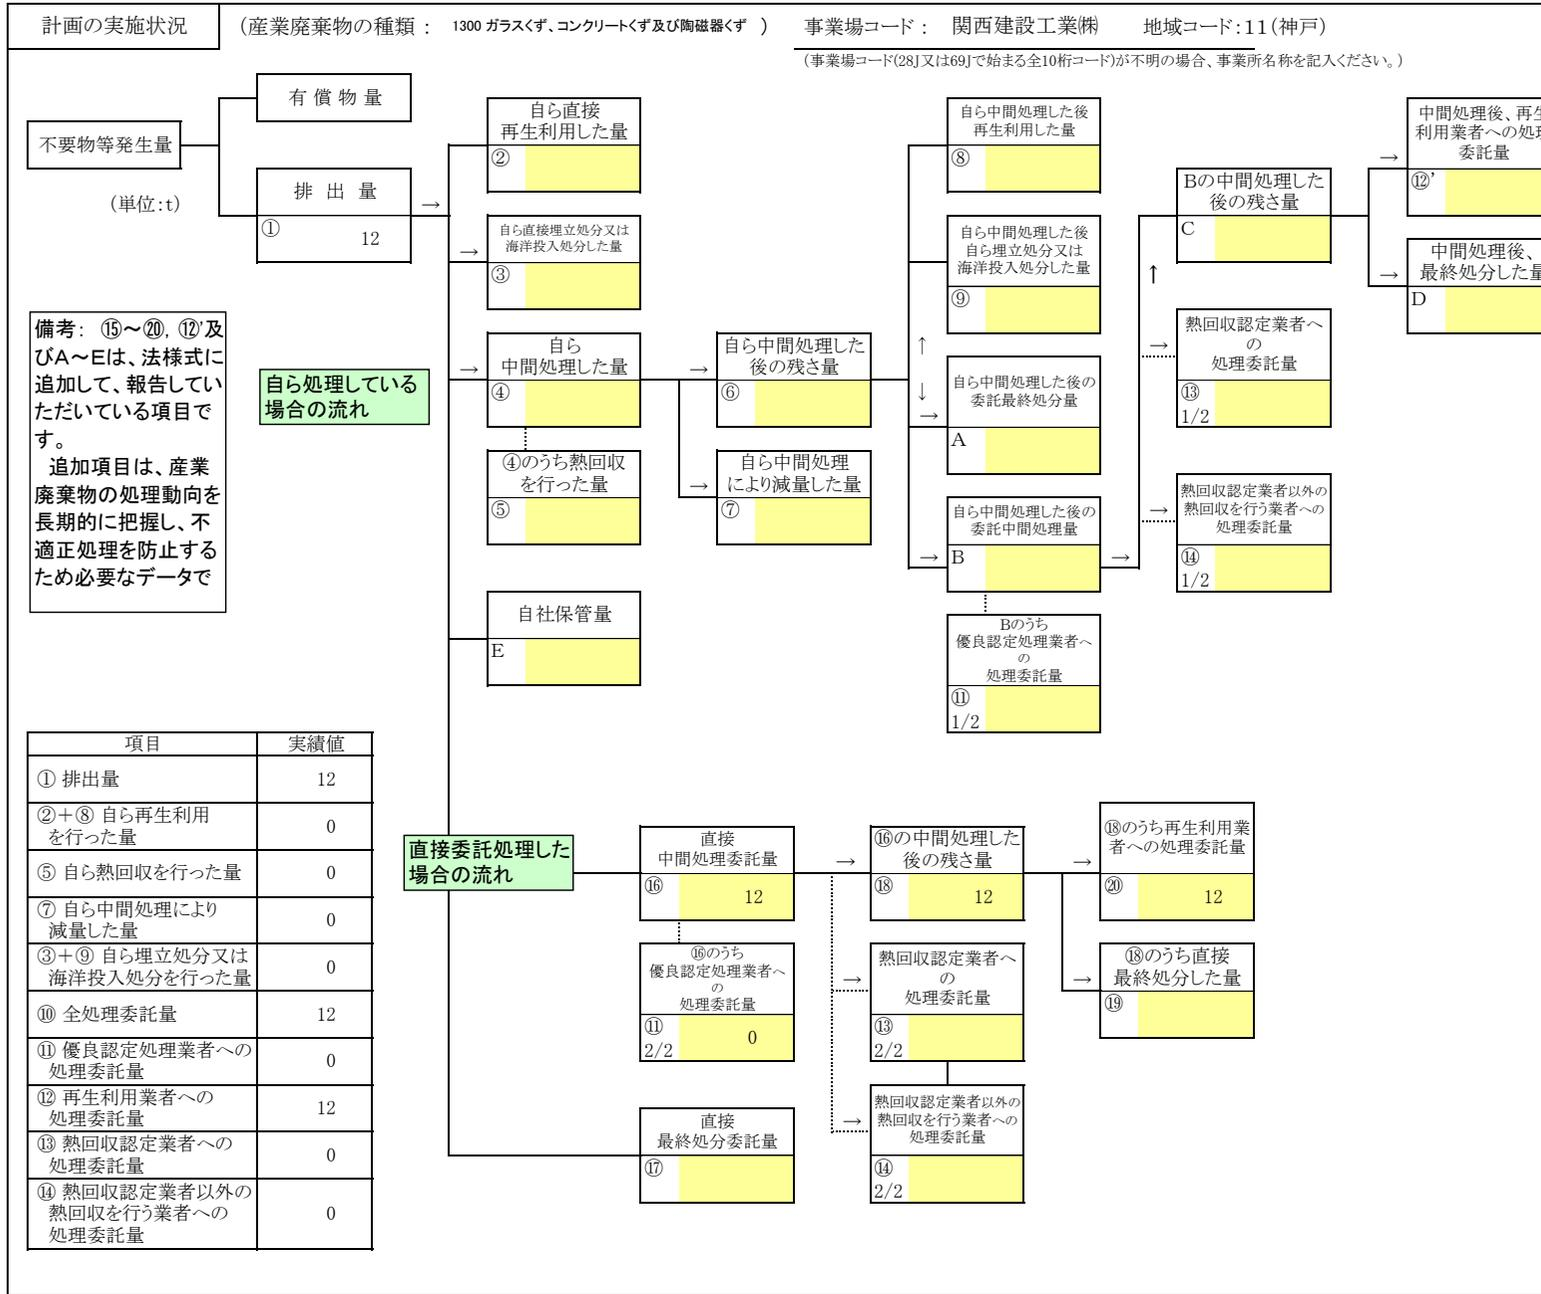 計画の実施状況
(産業廃棄物の種類： 1300 ガラスくず、コンクリートくず及び陶磁器くず ) 事業場コード： 関西建設工業㈱ 地域コード:11(神戸)
(事業場コード(28J又は69Jで始まる全10桁コード)が不明の場合、事業所名称を記入ください。)
不要物等発生量
(単位:t)
有償物量
排 出 量
→
①
12
備考： ⑮～⑳, ⑫'及
びA～Eは、法様式に
追加して、報告してい
ただいている項目で
す。
追加項目は、産業
廃棄物の処理動向を
長期的に把握し、不
適正処理を防止する
ため必要なデータで
自ら処理している
場合の流れ
自ら直接
再生利用した量
②
→
自ら直接埋立処分又は
海洋投入処分した量
③
→
自ら
中間処理した量
④
④のうち熱回収
を行った量
⑤
自社保管量
E
→
自ら中間処理した
後の残さ量
⑥
→
自ら中間処理
により減量した量
⑦
自ら中間処理した後
再生利用した量
⑧
自ら中間処理した後
自ら埋立処分又は
海洋投入処分した量
⑨
↑
↓
→
自ら中間処理した後の
委託最終処分量
A
→
自ら中間処理した後の
委託中間処理量
B
→
Bのうち
優良認定処理業者へ
の
処理委託量
⑪
1/2
Bの中間処理した
後の残さ量
C
↑
→
熱回収認定業者へ
の
処理委託量
⑬
1/2
→
熱回収認定業者以外の
熱回収を行う業者への
処理委託量
⑭
1/2
→
中間処理後、再生
利用業者への処理
委託量
⑫'
→
中間処理後、
最終処分した量
D
項目 実績値
① 排出量 12
②＋⑧ 自ら再生利用
を行った量 0
⑤ 自ら熱回収を行った量 0
⑦ 自ら中間処理により
減量した量 0
③＋⑨ 自ら埋立処分又は
海洋投入処分を行った量 0
⑩ 全処理委託量 12
⑪ 優良認定処理業者への
処理委託量 0
⑫ 再生利用業者への
処理委託量 12
⑬ 熱回収認定業者への
処理委託量 0
⑭ 熱回収認定業者以外の
熱回収を行う業者への
処理委託量 0
直接委託処理した
場合の流れ
直接
中間処理委託量
⑯ 12
⑯のうち
優良認定処理業者へ
の
処理委託量
⑪
2/2 0
直接
最終処分委託量
⑰
→
⑯の中間処理した
後の残さ量
⑱ 12
→
熱回収認定業者へ
の
処理委託量
⑬
2/2
→
熱回収認定業者以外の
熱回収を行う業者への
処理委託量
⑭
2/2
→
⑱のうち再生利用業
者への処理委託量
⑳ 12
→
⑱のうち直接
最終処分した量
⑲